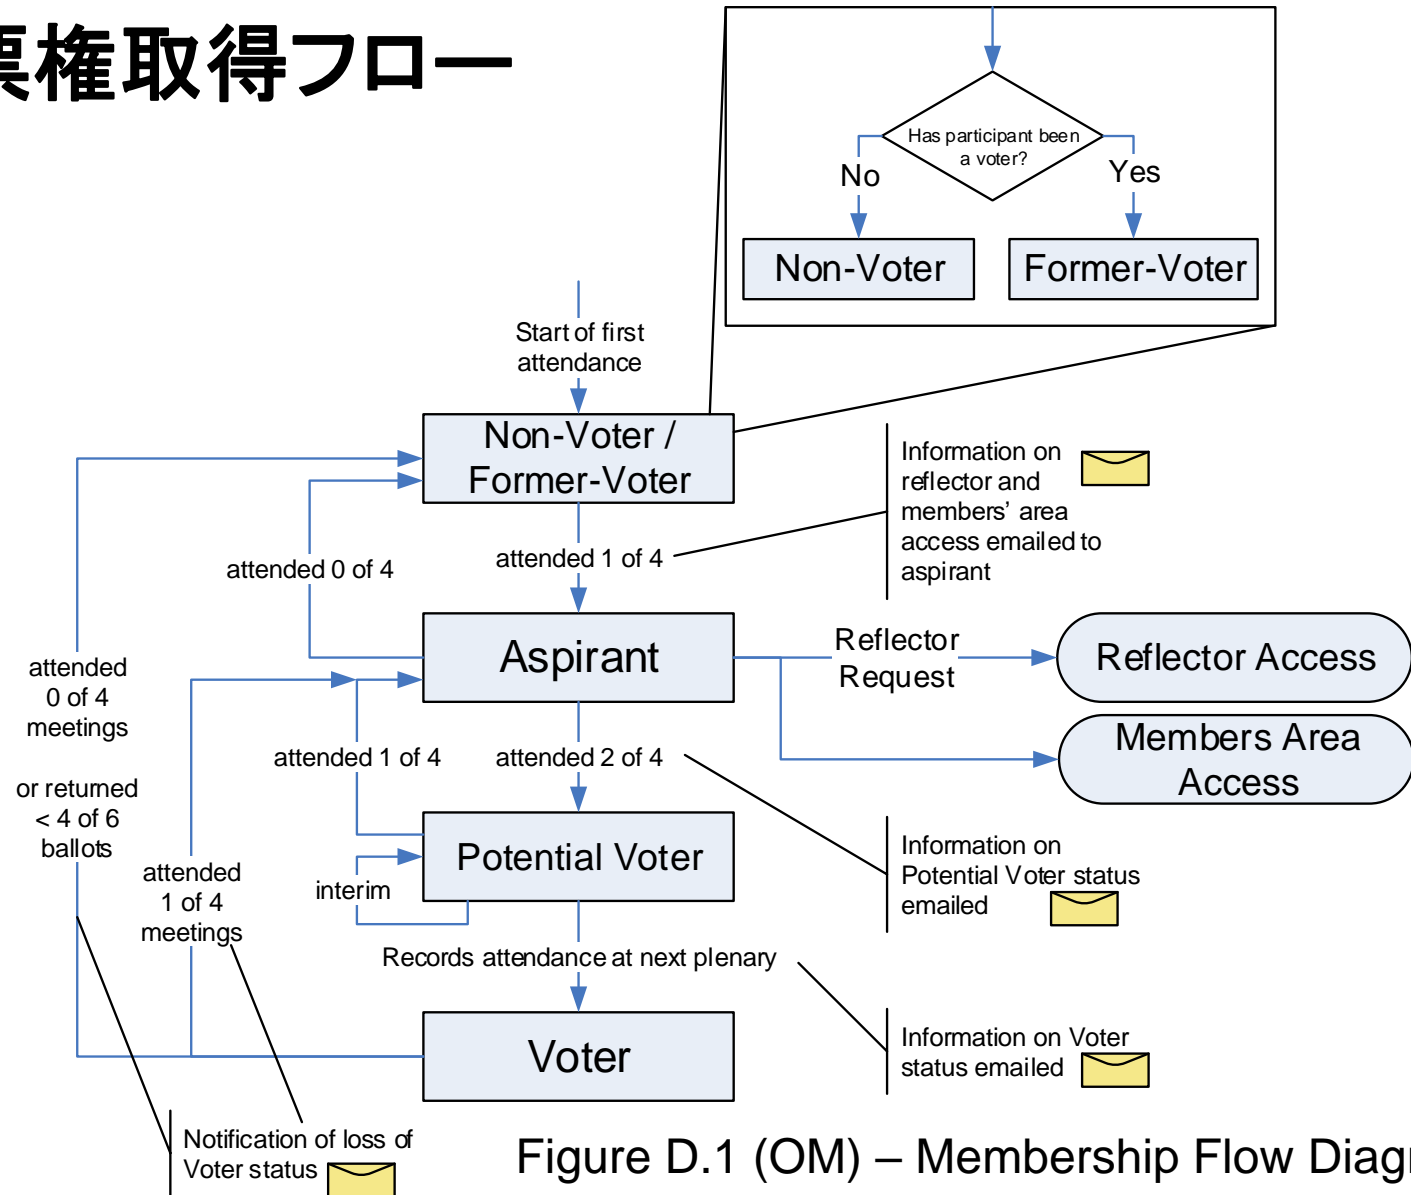 権取得フロー
Has participant been
a voter?
No
Yes
Non-Voter
Former-Voter
Start of first
attendance
Non-Voter /
Former-Voter
Information on
reflector and
members’ area
access emailed to
aspirant
attended 0 of 4
attended 1 of 4
Aspirant
Reflector
Request
Reflector Access
Members Area
Access
attended
0 of 4
meetings
or returned
< 4 of 6
ballots
attended 1 of 4
attended 2 of 4
Potential Voter
interim
attended
1 of 4
meetings
Information on
Potential Voter status
emailed
Records attendance at next plenary
Voter
Information on Voter
status emailed
Notification of loss of
Voter status
Figure D.1 (OM) – Membership Flow